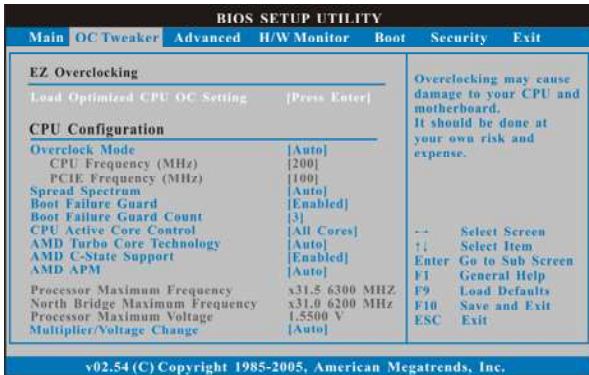 BIOS SETUP UTILITY
Main OC Tweaker Advanced H/W Monitor Boot Security Exit
EZ Overclocking
Load Optimized CPU OC Setting [Press Enter]
CPU Configuration
Overclock Mode [Auto]
CPU Frequency (MHz) [200]
PCIE Frequency (MHz) [100]
Spread Spectrum [Auto]
Boot Failure Guard [Enabled]
Boot Failure Guard Count [3]
CPU Active Core Control [All Cores]
AMD Turbo Core Technology [Auto]
AMD C-State Support [Enabled]
AMD APM [Auto]
Processor Maximum Frequency x31.5 6300 MHZ
North Bridge Maximum Frequency x31.0 6200 MHz
Processor Maximum Voltage 1.5500 V
Multiplier/Voltage Change [Auto]
Overclocking may cause
damage to your CPU and
motherboard.
It should be done at
your own risk and
expense.
←→ Select Screen
↑↓ Select Item
Enter Go to Sub Screen
F1 General Help
F9 Load Defaults
F10 Save and Exit
ESC Exit
v02.54 (C) Copyright 1985-2005, American Megatrends, Inc.